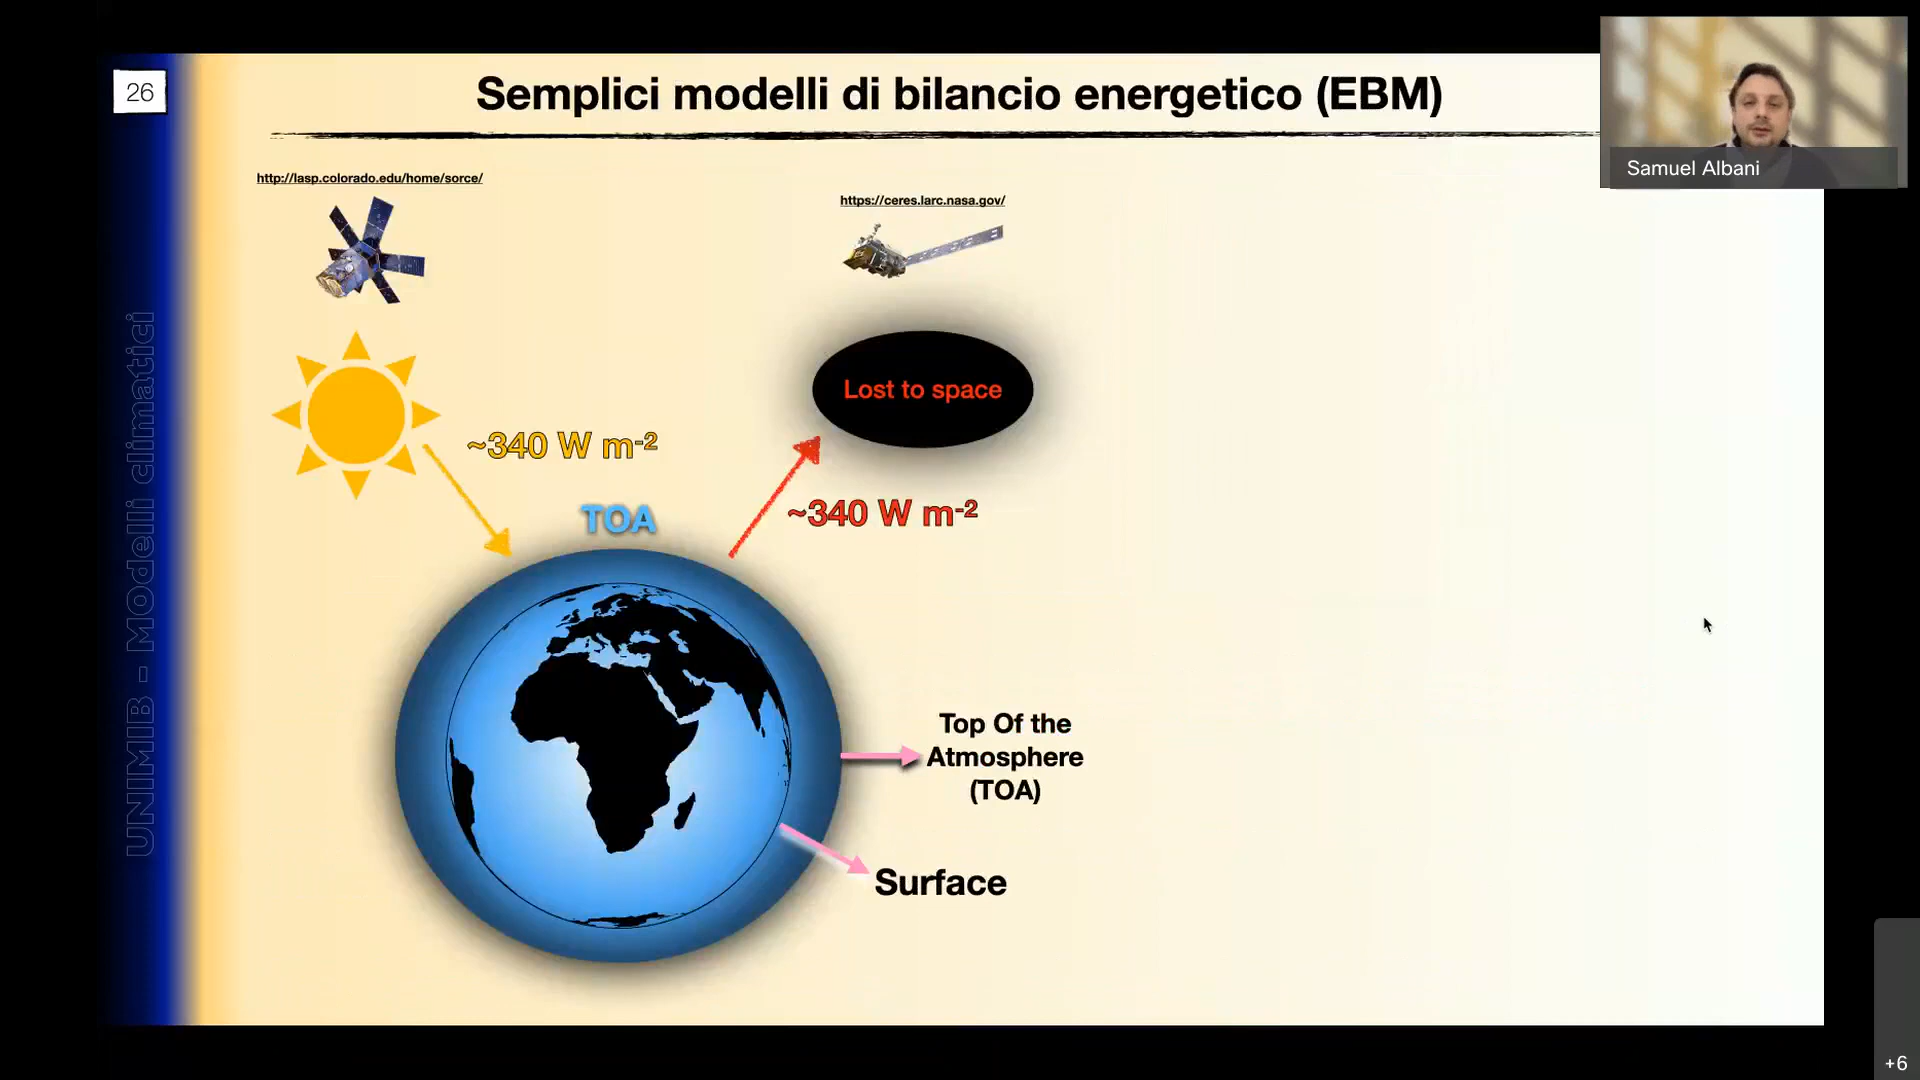 26
Semplici modelli di bilancio energetico (EBM)
Samuel Albani
http://lasp.colorado.edu/home/sorce/
https://ceres.larc.nasa.gov/
Lost to space
~340 W m-2
~340 W m-2
TOA
Top Of the
Atmosphere
(TOA)
Surface
UNIMIB - Modelli climatici
+6